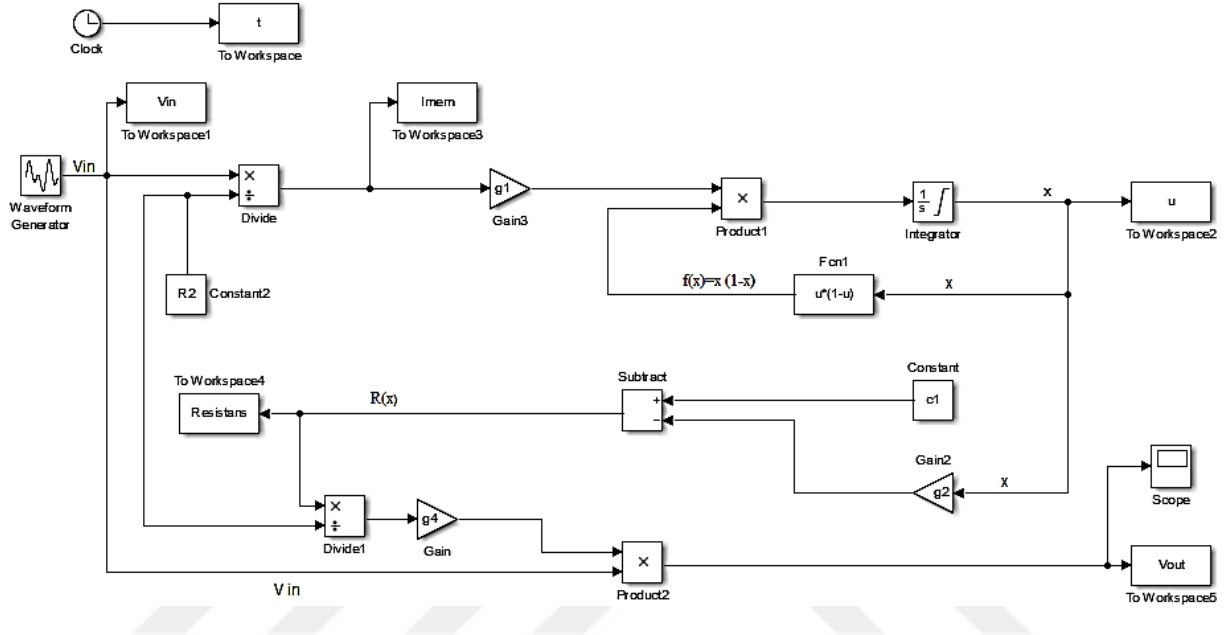 t
Clock
To Workspace
Vin
To Workspace1
Imem
To Workspace3
Vin
×
÷
Divide
Waveform
Generator
g1
Gain3
×
Product1
1
s
Integrator
x
u
To Workspace2
R2
Constant2
Fcn1
f(x)=x (1-x)
u*(1-u)
x
To Workspace4
Resistans
R(x)
Subtract
+
−
Constant
c1
Gain2
g2
x
Scope
×
÷
Divide1
g4
Gain
×
Product2
V in
Vout
To Workspace5